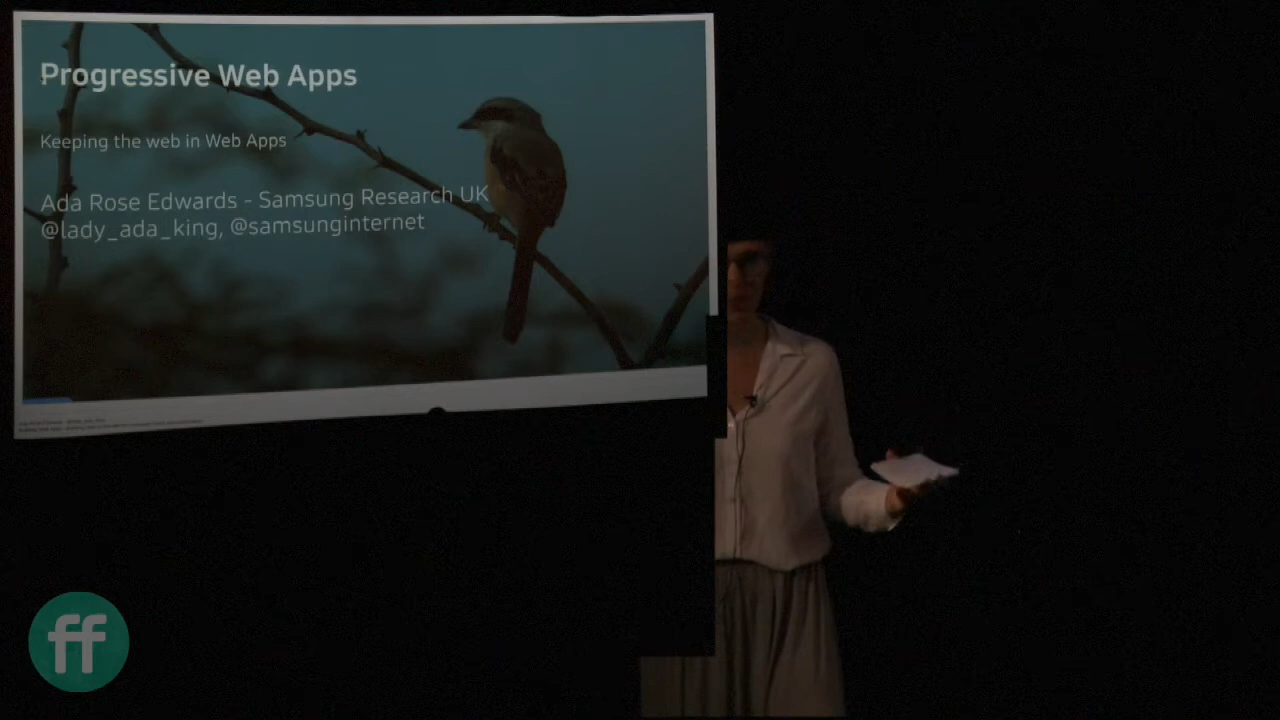 Progressive Web Apps
Keeping the web in Web Apps
Ada Rose Edwards - Samsung Research UK
@lady_ada_king, @samsunginternet
ff